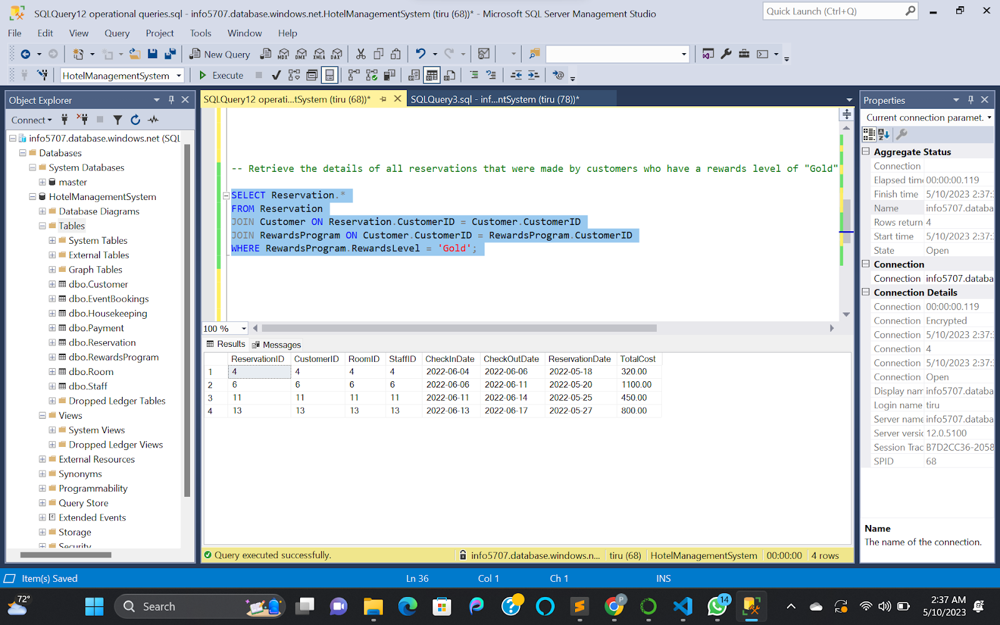 SQLQuery12 operational queries.sql - info5707.database.windows.net.HotelManagementSystem (tiru (68))* - Microsoft SQL Server Management Studio
Quick Launch (Ctrl+Q)
File Edit View Query Project Tools Window Help
New Query MDX DMX XMLA DAX
HotelManagementSystem Execute
Object Explorer
Connect
info5707.database.windows.net (SQL
Databases
System Databases
master
HotelManagementSystem
Database Diagrams
Tables
System Tables
External Tables
Graph Tables
dbo.Customer
dbo.EventBookings
dbo.Housekeeping
dbo.Payment
dbo.Reservation
dbo.RewardsProgram
dbo.Room
dbo.Staff
Dropped Ledger Tables
Views
System Views
Dropped Ledger Views
External Resources
Synonyms
Programmability
Query Store
Extended Events
Storage
Security
SQLQuery12 operati...tSystem (tiru (68))* SQLQuery3.sql - inf...ntSystem (tiru (78))*
-- Retrieve the details of all reservations that were made by customers who have a rewards level of "Gold"
SELECT Reservation.*
FROM Reservation
JOIN Customer ON Reservation.CustomerID = Customer.CustomerID
JOIN RewardsProgram ON Customer.CustomerID = RewardsProgram.CustomerID
WHERE RewardsProgram.RewardsLevel = 'Gold';
100 %
Results Messages
ReservationID CustomerID RoomID StaffID CheckInDate CheckOutDate ReservationDate TotalCost
1 4 4 4 4 2022-06-04 2022-06-06 2022-05-18 320.00
2 6 6 6 6 2022-06-06 2022-06-11 2022-05-20 1100.00
3 11 11 11 11 2022-06-11 2022-06-14 2022-05-25 450.00
4 13 13 13 13 2022-06-13 2022-06-17 2022-05-27 800.00
Query executed successfully. info5707.database.windows.n... tiru (68) HotelManagementSystem 00:00:00 4 rows
Properties
Current connection paramet.
Aggregate Status
Connection
Elapsed tim 00:00:00.119
Finish time 5/10/2023 2:37:
Name info5707.databa
Rows return 4
Start time 5/10/2023 2:37:
State Open
Connection
Connection info5707.databa
Connection Details
Connection 00:00:00.119
Connection Encrypted
Connection 5/10/2023 2:37:
Connection 4
Connection 5/10/2023 2:37:
Connection Open
Display nam info5707.databa
Login name tiru
Server name info5707.databa
Server versic 12.0.5100
Session Trac B7D2CC36-2058
SPID 68
Name
The name of the connection.
Item(s) Saved Ln 36 Col 1 Ch 1 INS
72°
Search
14
2:37 AM
5/10/2023